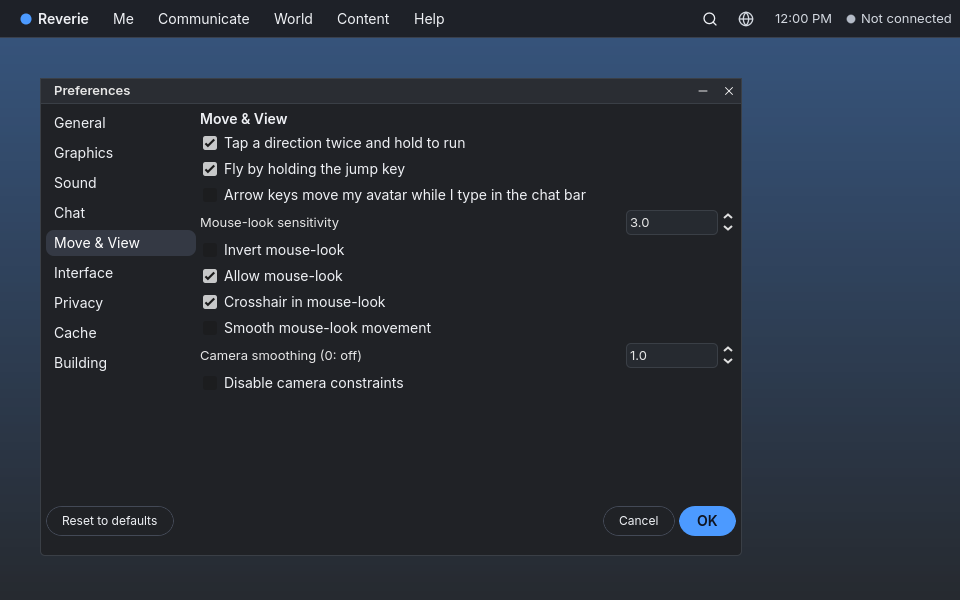 Reverie Me Communicate World Content Help 12:00 PM Not connected
Preferences
General
Graphics
Sound
Chat
Move & View
Interface
Privacy
Cache
Building
Move & View
Tap a direction twice and hold to run
Fly by holding the jump key
Arrow keys move my avatar while I type in the chat bar
Mouse-look sensitivity 3.0
Invert mouse-look
Allow mouse-look
Crosshair in mouse-look
Smooth mouse-look movement
Camera smoothing (0: off) 1.0
Disable camera constraints
Reset to defaults Cancel OK